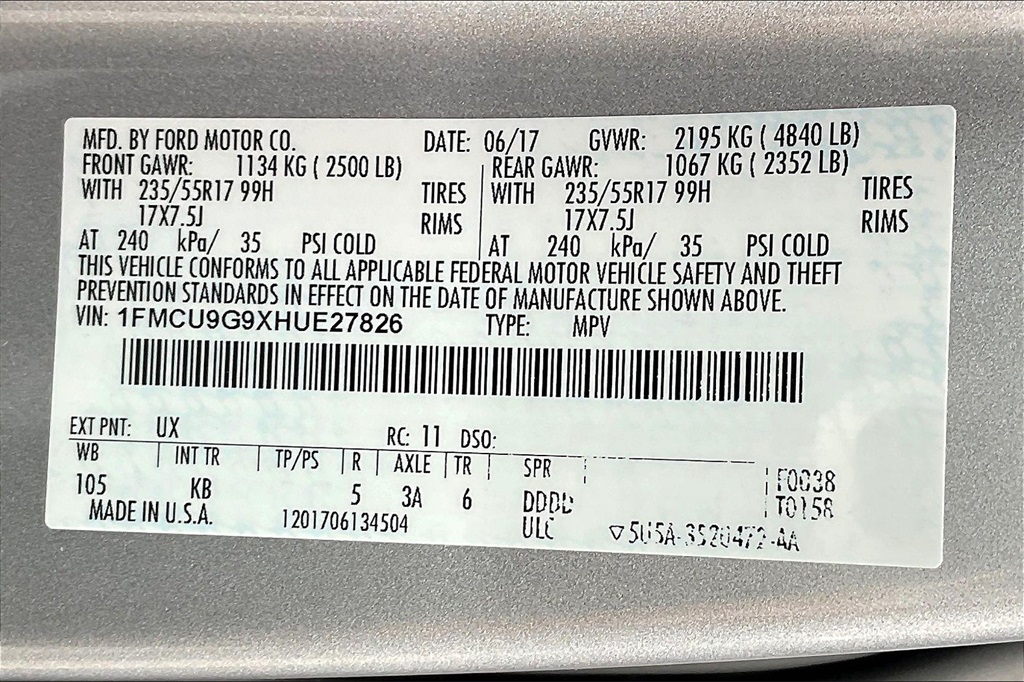 MFD. BY FORD MOTOR CO. DATE: 06/17 GVWR: 2195 KG ( 4840 LB)
FRONT GAWR: 1134 KG ( 2500 LB) REAR GAWR: 1067 KG ( 2352 LB)
WITH 235/55R17 99H TIRES WITH 235/55R17 99H TIRES
17X7.5J RIMS 17X7.5J RIMS
AT 240 kPa/ 35 PSI COLD AT 240 kPa/ 35 PSI COLD
THIS VEHICLE CONFORMS TO ALL APPLICABLE FEDERAL MOTOR VEHICLE SAFETY AND THEFT
PREVENTION STANDARDS IN EFFECT ON THE DATE OF MANUFACTURE SHOWN ABOVE.
VIN: 1FMCU9G9XHUE27826 TYPE: MPV
EXT PNT: UX RC: 11 DSO:
WB INT TR TP/PS R AXLE TR SPR
105 KB 5 3A 6 DDDD F0038
MADE IN U.S.A. 1201706134504 ULC T0158
5U5A-3520472-AA